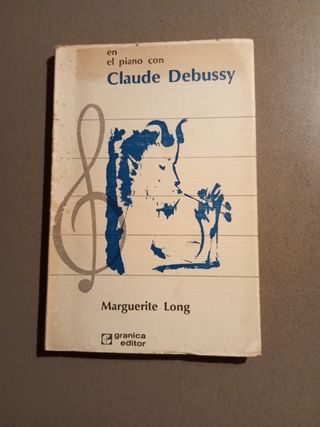 en
el piano con
Claude Debussy
Marguerite Long
granica
editor